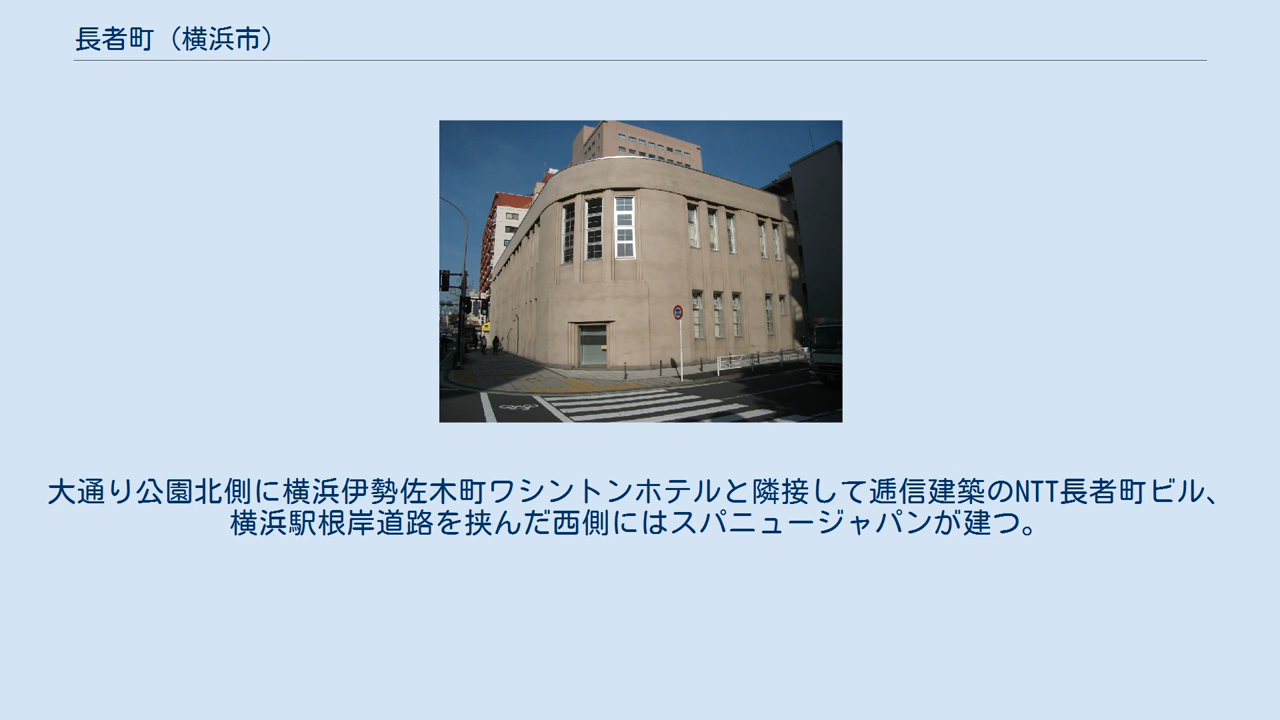 長者町（横浜市）
大通り公園北側に横浜伊勢佐木町ワシントンホテルと隣接して逓信建築のNTT長者町ビル、
横浜駅根岸道路を挟んだ西側にはスパニュージャパンが建つ。